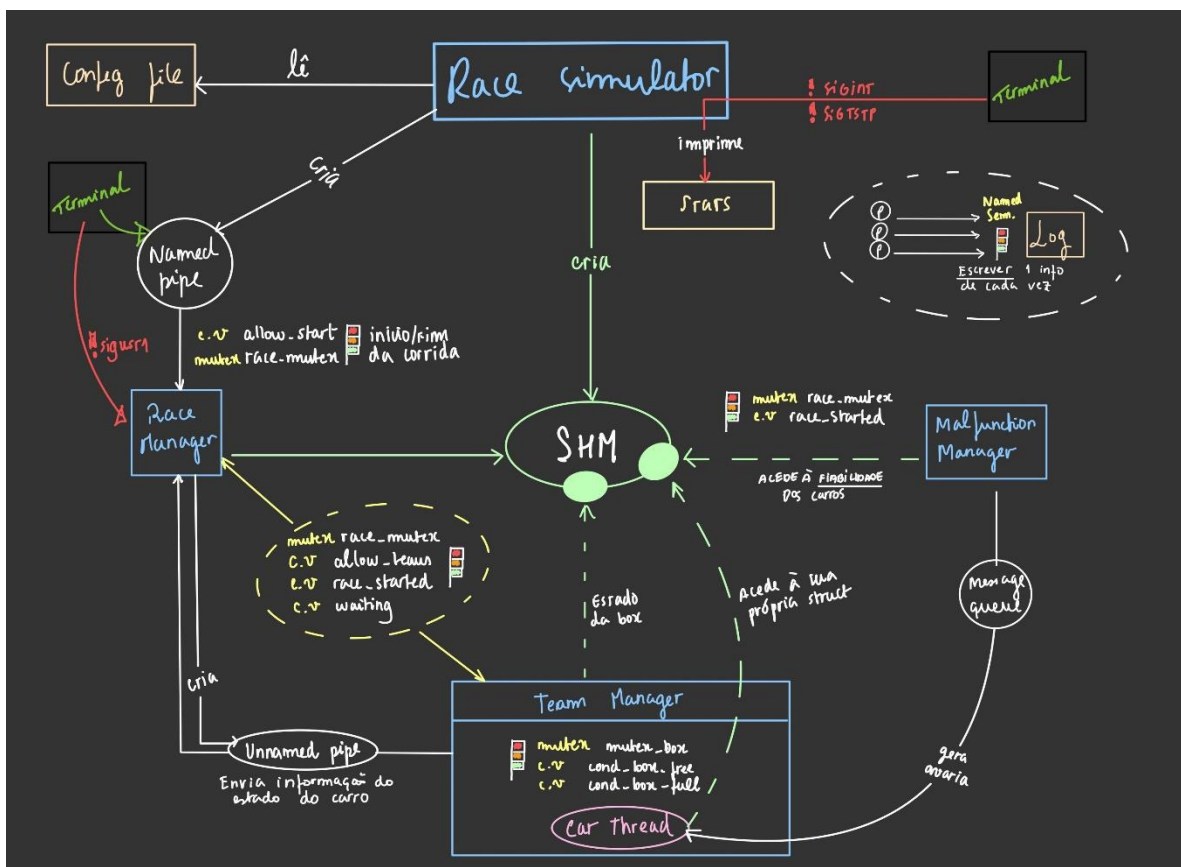 Config file
lê
Race simulator
! SIGINT
! SIGTSTP
Terminal
imprime
Stats
cria
Terminal
Named
pipe
! sigusr1
c.v allow_start início/fim
mutex race_mutex da corrida
cria
P
P
P
Named
Sem.
Log
Escrever 1 info
de cada vez
Race
Manager
SHM
mutex race_mutex
c.v race_started
Malfunction
Manager
ACEDE À FIABILIDADE
DOS CARROS
mutex race_mutex
c.v allow_teams
c.v race_started
c.v waiting
Estado
da box
Acede à sua
própria struct
Message
queue
cria
Unnamed pipe
Envia informação do
estado do carro
Team Manager
mutex mutex_box
c.v cond_box_free
c.v cond_box_full
Car Thread
gera
avaria